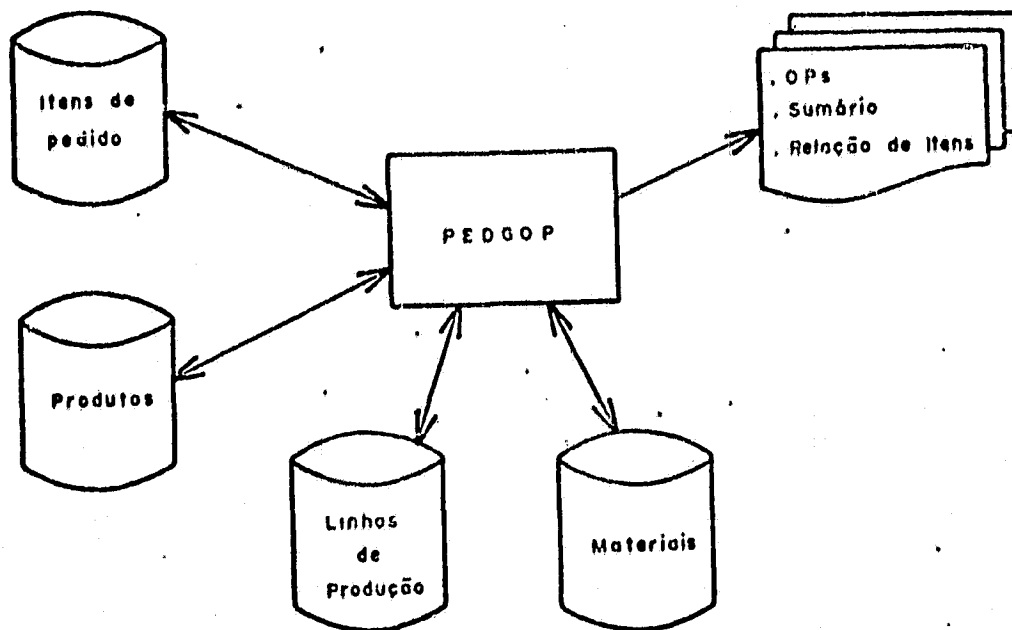 Itens de
pedido
. OPs
. Sumário
. Relação de Itens
PEDGOP
Produtos
Linhas
de
Produção
Materiais